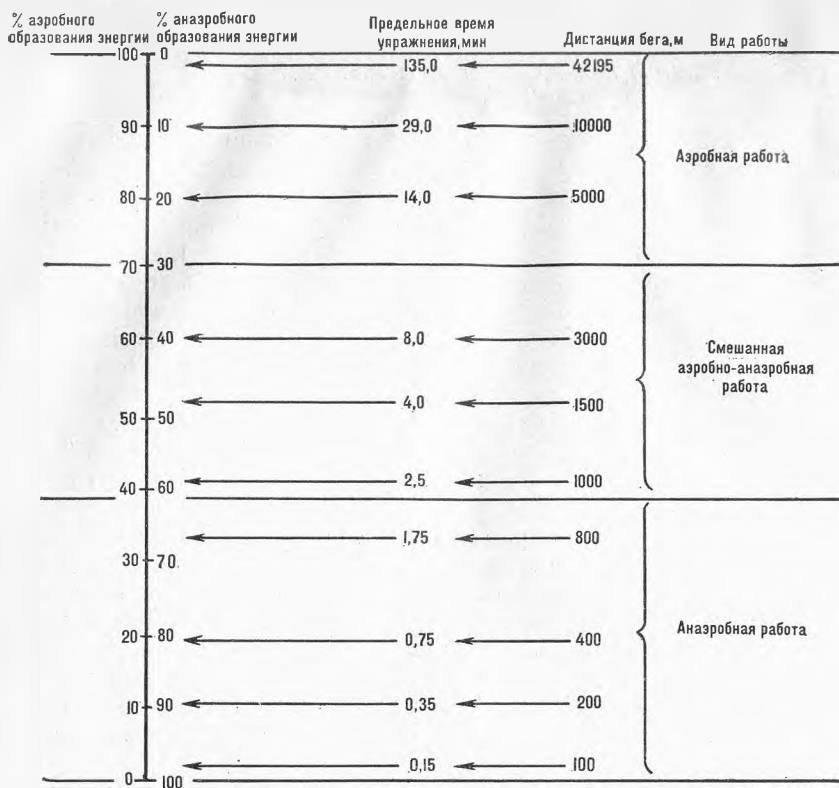 % аэробного образования энергии
% анаэробного образования энергии
Предельное время упражнения, мин
Дистанция бега, м
Вид работы
100 0
135,0 42195
90 10
29,0 10000
Аэробная работа
80 20
14,0 5000
70 30
60 40
8,0 3000
Смешанная
аэробно-анаэробная
работа
4,0 1500
50 50
2,5 1000
40 60
1,75 800
30 70
Анаэробная работа
20 80
0,75 400
10 90
0,35 200
0,15 100
0 100